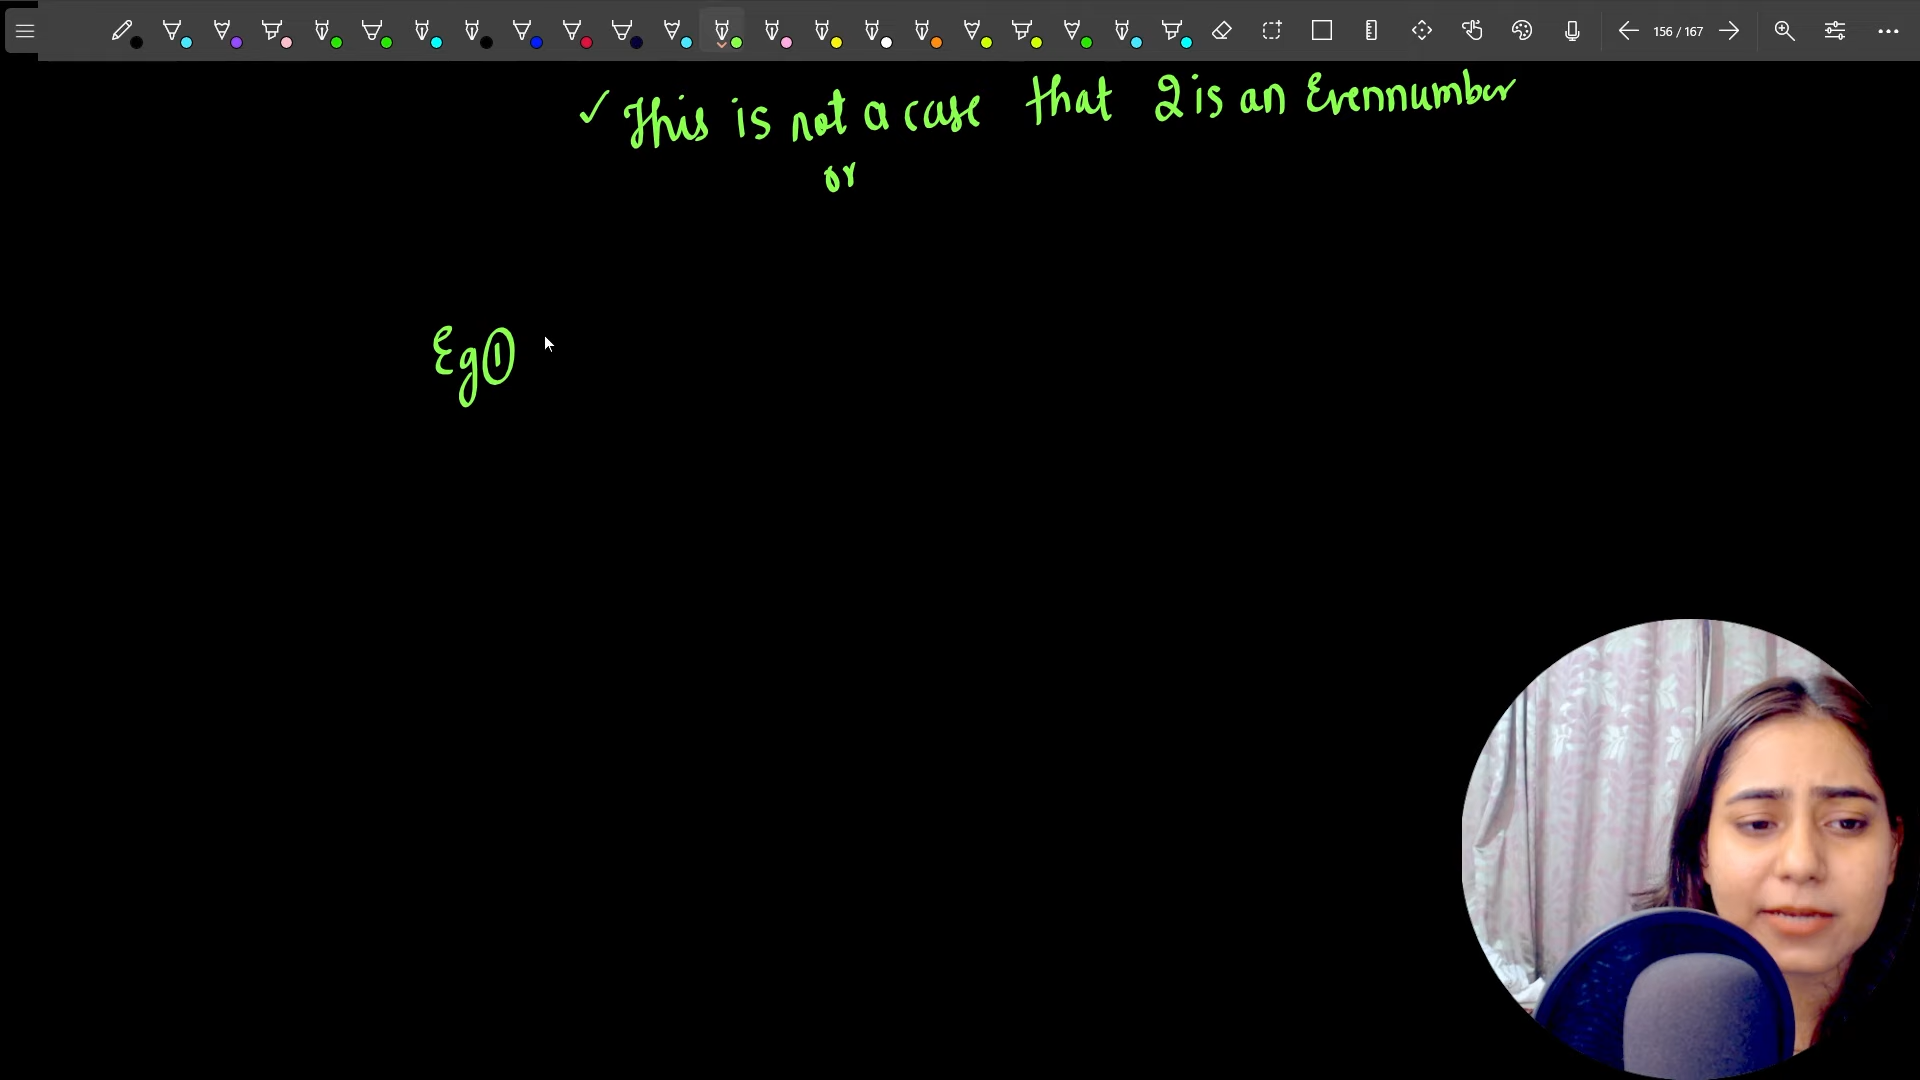 156 / 167
✓ This is not a case that 2 is an Evennumber
or
Eg①